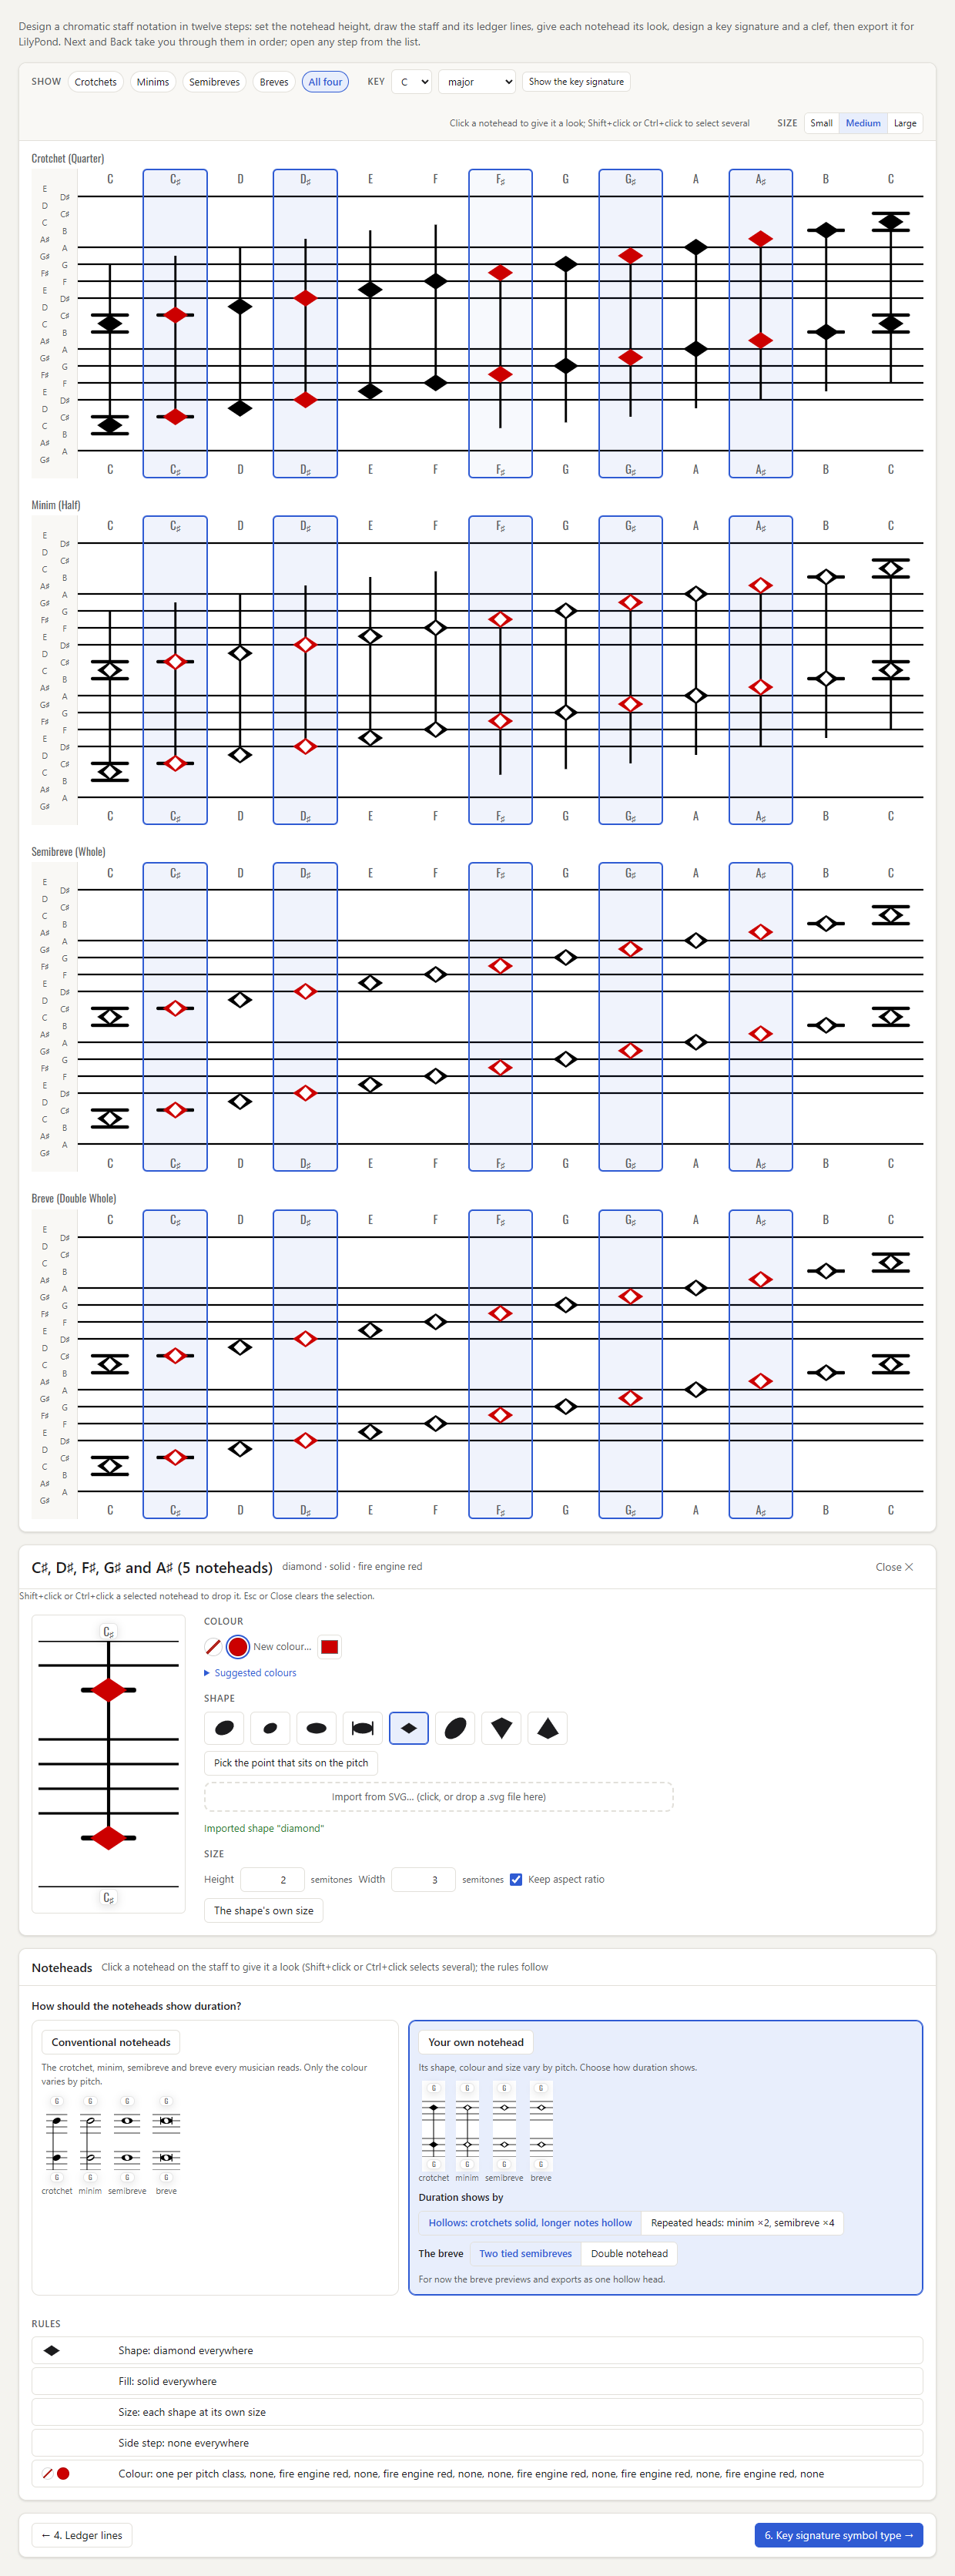 Design a chromatic staff notation in twelve steps: set the notehead height, draw the staff and its ledger lines, give each notehead its look, design a key signature and a clef, then export it for
LilyPond. Next and Back take you through them in order; open any step from the list.
SHOW Crotchets Minims Semibreves Breves All four KEY C major Show the key signature
Click a notehead to give it a look; Shift+click or Ctrl+click to select several SIZE Small Medium Large
Crotchet (Quarter)
C C♯ D D♯ E F F♯ G G♯ A A♯ B C
E
D♯
D
C♯
C
B
A♯
A
G♯
G
F♯
F
E
D♯
D
C♯
C
B
A♯
A
G♯
G
F♯
F
E
D♯
D
C♯
C
B
A♯
A
G♯
C C♯ D D♯ E F F♯ G G♯ A A♯ B C
Minim (Half)
C C♯ D D♯ E F F♯ G G♯ A A♯ B C
E
D♯
D
C♯
C
B
A♯
A
G♯
G
F♯
F
E
D♯
D
C♯
C
B
A♯
A
G♯
G
F♯
F
E
D♯
D
C♯
C
B
A♯
A
G♯
C C♯ D D♯ E F F♯ G G♯ A A♯ B C
Semibreve (Whole)
C C♯ D D♯ E F F♯ G G♯ A A♯ B C
E
D♯
D
C♯
C
B
A♯
A
G♯
G
F♯
F
E
D♯
D
C♯
C
B
A♯
A
G♯
G
F♯
F
E
D♯
D
C♯
C
B
A♯
A
G♯
C C♯ D D♯ E F F♯ G G♯ A A♯ B C
Breve (Double Whole)
C C♯ D D♯ E F F♯ G G♯ A A♯ B C
E
D♯
D
C♯
C
B
A♯
A
G♯
G
F♯
F
E
D♯
D
C♯
C
B
A♯
A
G♯
G
F♯
F
E
D♯
D
C♯
C
B
A♯
A
G♯
C C♯ D D♯ E F F♯ G G♯ A A♯ B C
C♯, D♯, F♯, G♯ and A♯ (5 noteheads) diamond · solid · fire engine red Close ×
Shift+click or Ctrl+click a selected notehead to drop it. Esc or Close clears the selection.
C♯
C♯
COLOUR
New colour...
▶ Suggested colours
SHAPE
Pick the point that sits on the pitch
Import from SVG... (click, or drop a .svg file here)
Imported shape "diamond"
SIZE
Height 2 semitones Width 3 semitones Keep aspect ratio
The shape's own size
Noteheads Click a notehead on the staff to give it a look (Shift+click or Ctrl+click selects several); the rules follow
How should the noteheads show duration?
Conventional noteheads
The crotchet, minim, semibreve and breve every musician reads. Only the colour
varies by pitch.
G G G G
G G G G
crotchet minim semibreve breve
Your own notehead
Its shape, colour and size vary by pitch. Choose how duration shows.
G G G G
G G G G
crotchet minim semibreve breve
Duration shows by
Hollows: crotchets solid, longer notes hollow Repeated heads: minim ×2, semibreve ×4
The breve Two tied semibreves Double notehead
For now the breve previews and exports as one hollow head.
RULES
Shape: diamond everywhere
Fill: solid everywhere
Size: each shape at its own size
Side step: none everywhere
Colour: one per pitch class, none, fire engine red, none, fire engine red, none, none, fire engine red, none, fire engine red, none, fire engine red, none
← 4. Ledger lines
6. Key signature symbol type →